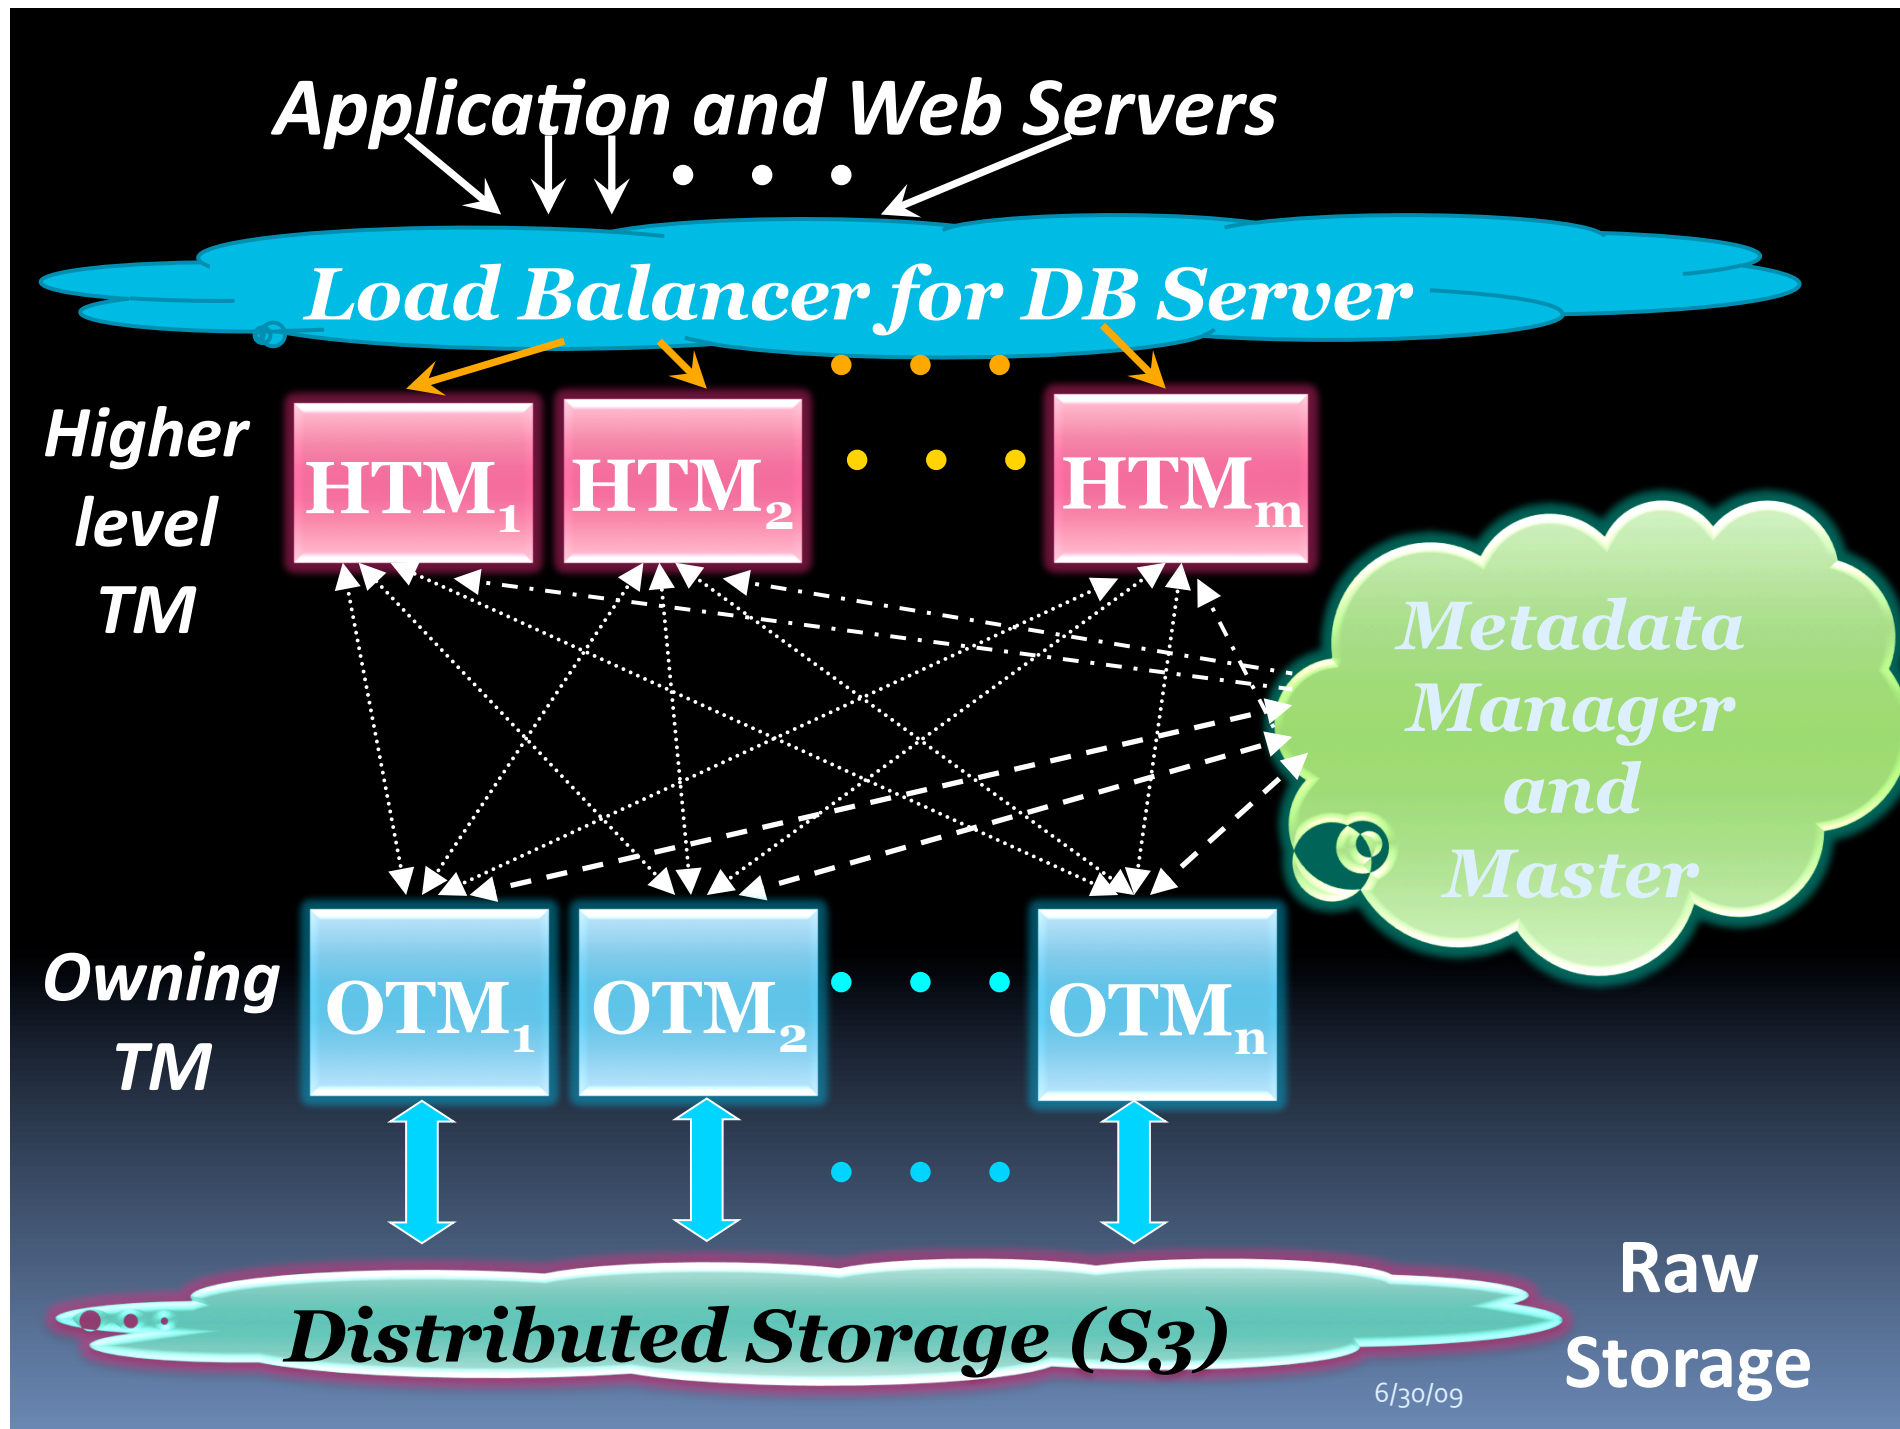 Application and Web Servers
Load Balancer for DB Server
Higher
level
TM
HTM1
HTM2
HTMm
Metadata
Manager
and
Master
Owning
TM
OTM1
OTM2
OTMn
Distributed Storage (S3)
Raw
Storage
6/30/09